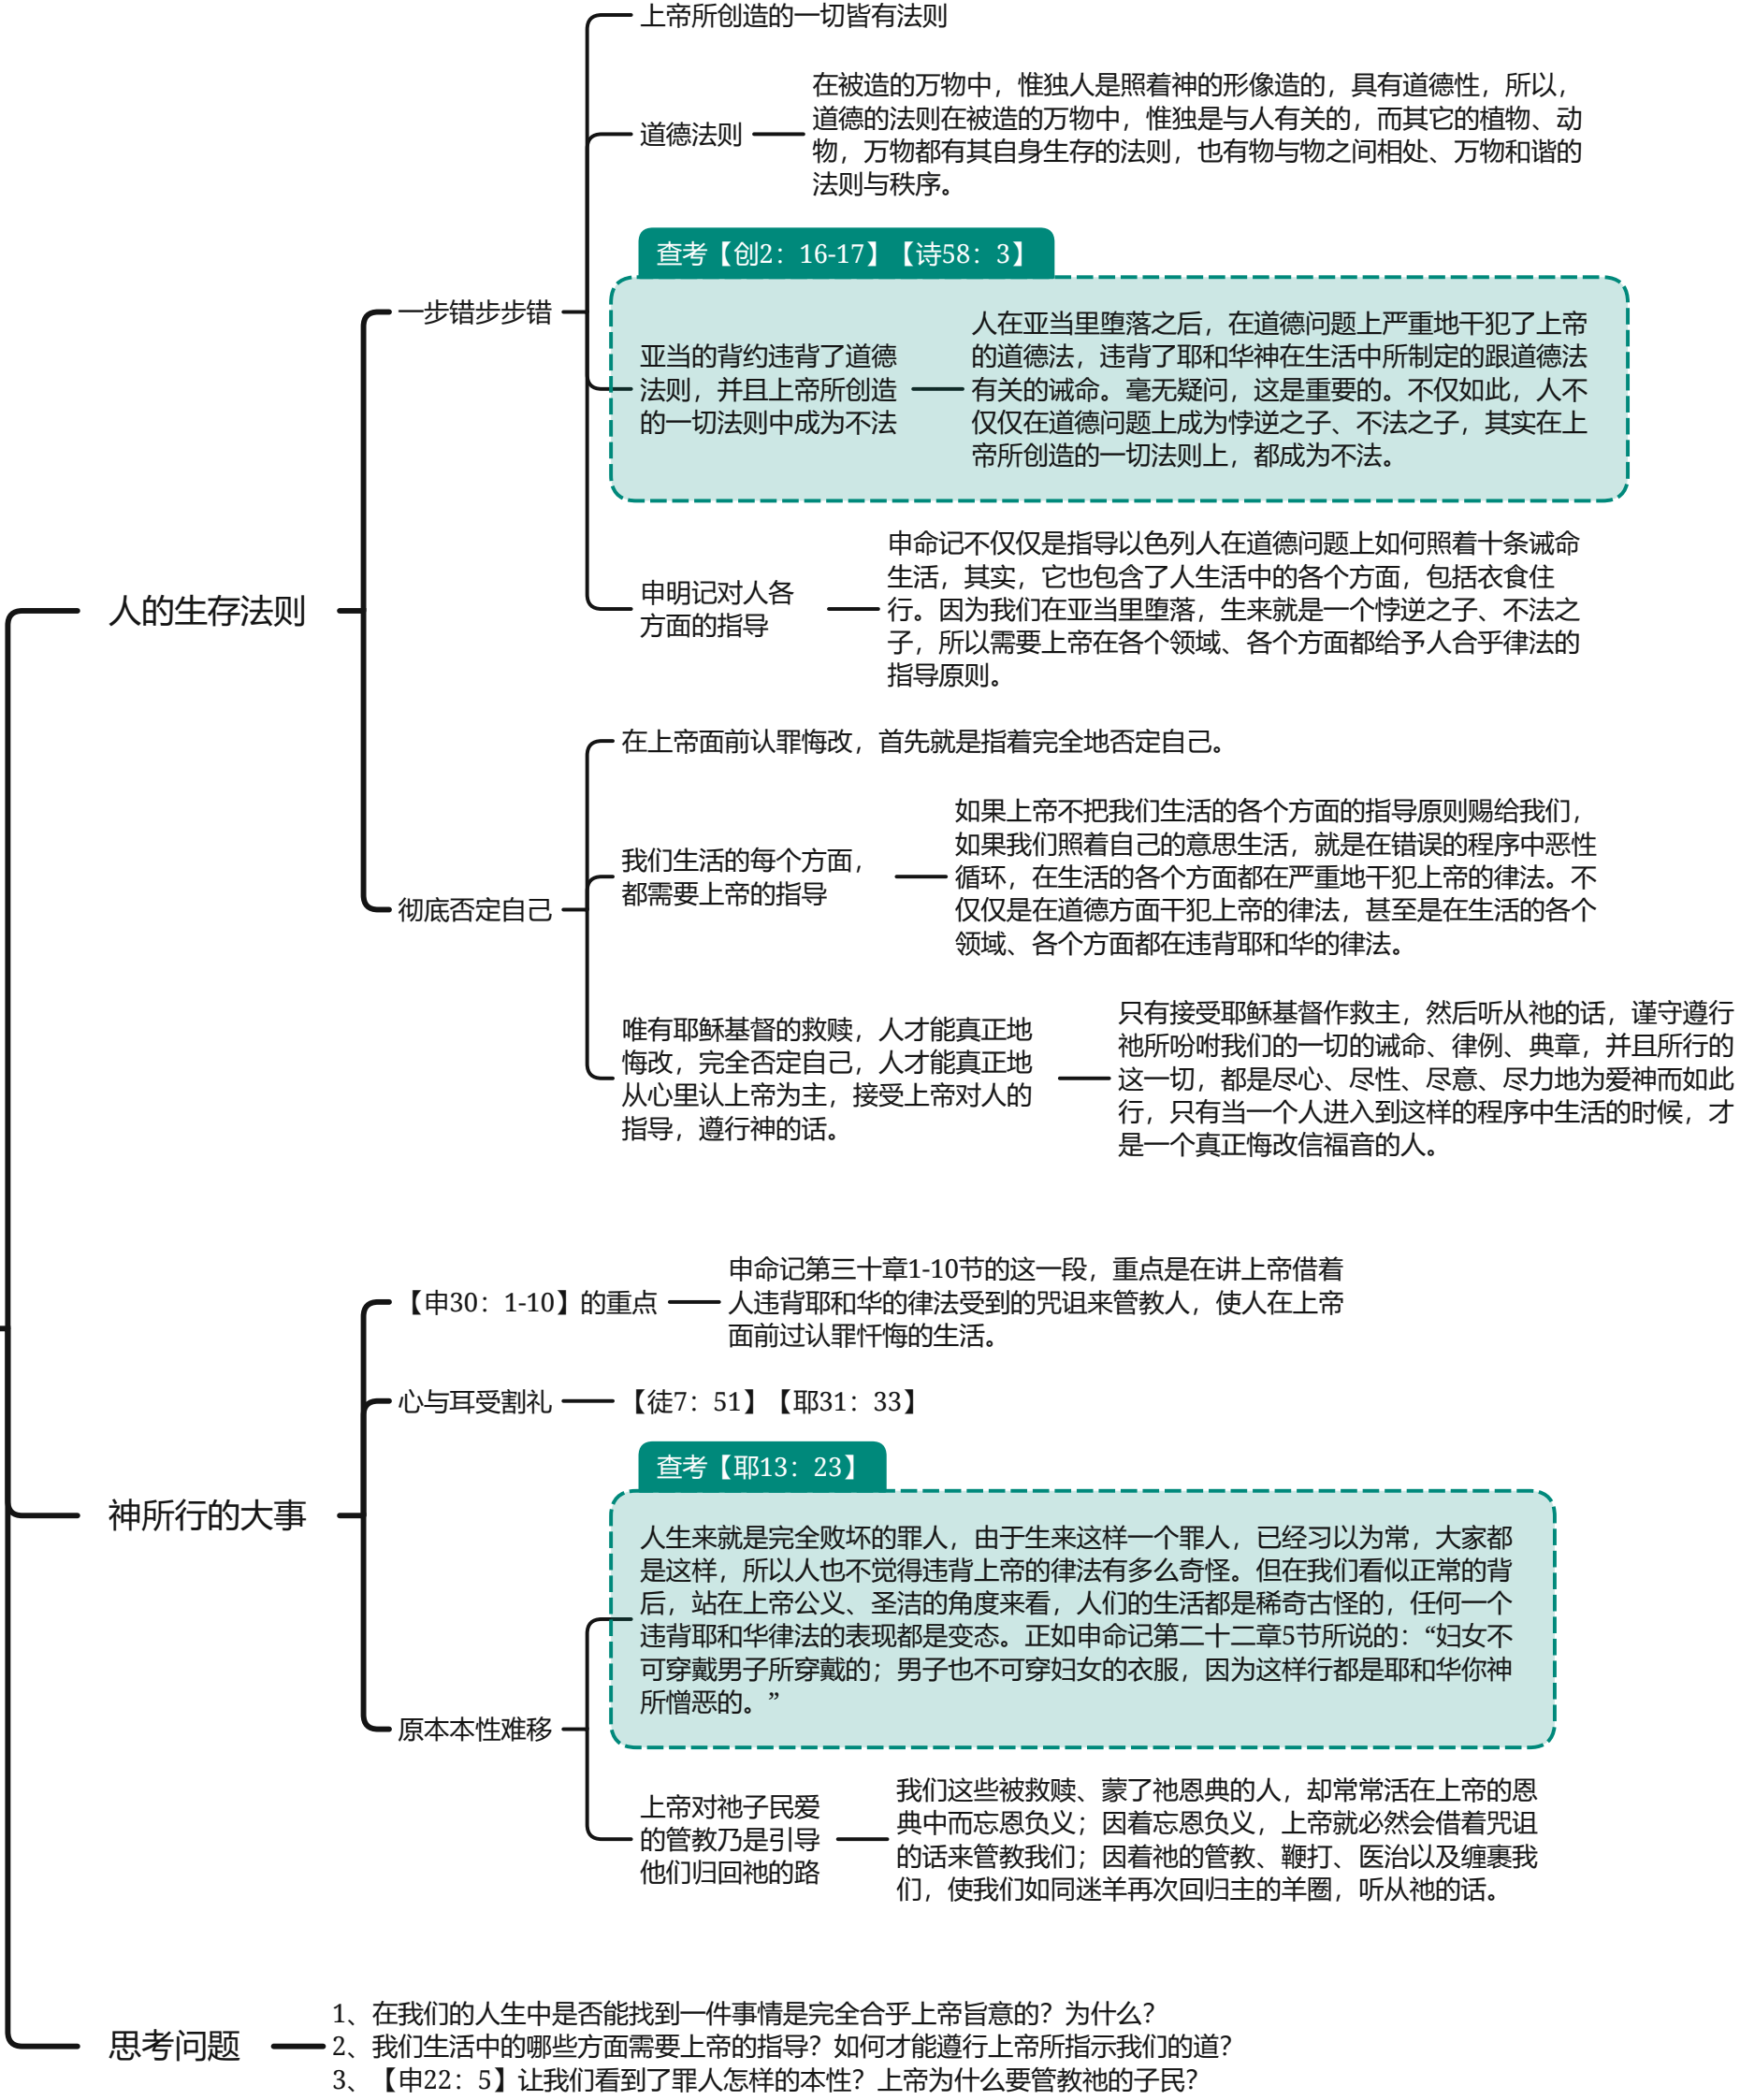 上帝所创造的一切皆有法则
道德法则
在被造的万物中，惟独人是照着神的形像造的，具有道德性，所以，
道德的法则在被造的万物中，惟独是与人有关的，而其它的植物、动
物，万物都有其自身生存的法则，也有物与物之间相处、万物和谐的
法则与秩序。
查考【创2：16-17】【诗58：3】
一步错步步错
亚当的背约违背了道德
法则，并且上帝所创造
的一切法则中成为不法
人在亚当里堕落之后，在道德问题上严重地干犯了上帝
的道德法，违背了耶和华神在生活中所制定的跟道德法
有关的诫命。毫无疑问，这是重要的。不仅如此，人不
仅仅在道德问题上成为悖逆之子、不法之子，其实在上
帝所创造的一切法则上，都成为不法。
人的生存法则
申明记对人各
方面的指导
申命记不仅仅是指导以色列人在道德问题上如何照着十条诫命
生活，其实，它也包含了人生活中的各个方面，包括衣食住
行。因为我们在亚当里堕落，生来就是一个悖逆之子、不法之
子，所以需要上帝在各个领域、各个方面都给予人合乎律法的
指导原则。
在上帝面前认罪悔改，首先就是指着完全地否定自己。
彻底否定自己
我们生活的每个方面，
都需要上帝的指导
如果上帝不把我们生活的各个方面的指导原则赐给我们，
如果我们照着自己的意思生活，就是在错误的程序中恶性
循环，在生活的各个方面都在严重地干犯上帝的律法。不
仅仅是在道德方面干犯上帝的律法，甚至是在生活的各个
领域、各个方面都在违背耶和华的律法。
唯有耶稣基督的救赎，人才能真正地
悔改，完全否定自己，人才能真正地
从心里认上帝为主，接受上帝对人的
指导，遵行神的话。
只有接受耶稣基督作救主，然后听从祂的话，谨守遵行
祂所吩咐我们的一切的诫命、律例、典章，并且所行的
这一切，都是尽心、尽性、尽意、尽力地为爱神而如此
行，只有当一个人进入到这样的程序中生活的时候，才
是一个真正悔改信福音的人。
【申30：1-10】的重点
申命记第三十章1-10节的这一段，重点是在讲上帝借着
人违背耶和华的律法受到的咒诅来管教人，使人在上帝
面前过认罪忏悔的生活。
心与耳受割礼
【徒7：51】【耶31：33】
神所行的大事
查考【耶13：23】
人生来就是完全败坏的罪人，由于生来这样一个罪人，已经习以为常，大家都
是这样，所以人也不觉得违背上帝的律法有多么奇怪。但在我们看似正常的背
后，站在上帝公义、圣洁的角度来看，人们的生活都是稀奇古怪的，任何一个
违背耶和华律法的表现都是变态。正如申命记第二十二章5节所说的：“妇女不
可穿戴男子所穿戴的；男子也不可穿妇女的衣服，因为这样行都是耶和华你神
所憎恶的。”
原本本性难移
上帝对祂子民爱
的管教乃是引导
他们归回祂的路
我们这些被救赎、蒙了祂恩典的人，却常常活在上帝的恩
典中而忘恩负义；因着忘恩负义，上帝就必然会借着咒诅
的话来管教我们；因着祂的管教、鞭打、医治以及缠裹我
们，使我们如同迷羊再次回归主的羊圈，听从祂的话。
思考问题
1、在我们的人生中是否能找到一件事情是完全合乎上帝旨意的？为什么？
2、我们生活中的哪些方面需要上帝的指导？如何才能遵行上帝所指示我们的道？
3、【申22：5】让我们看到了罪人怎样的本性？上帝为什么要管教祂的子民？